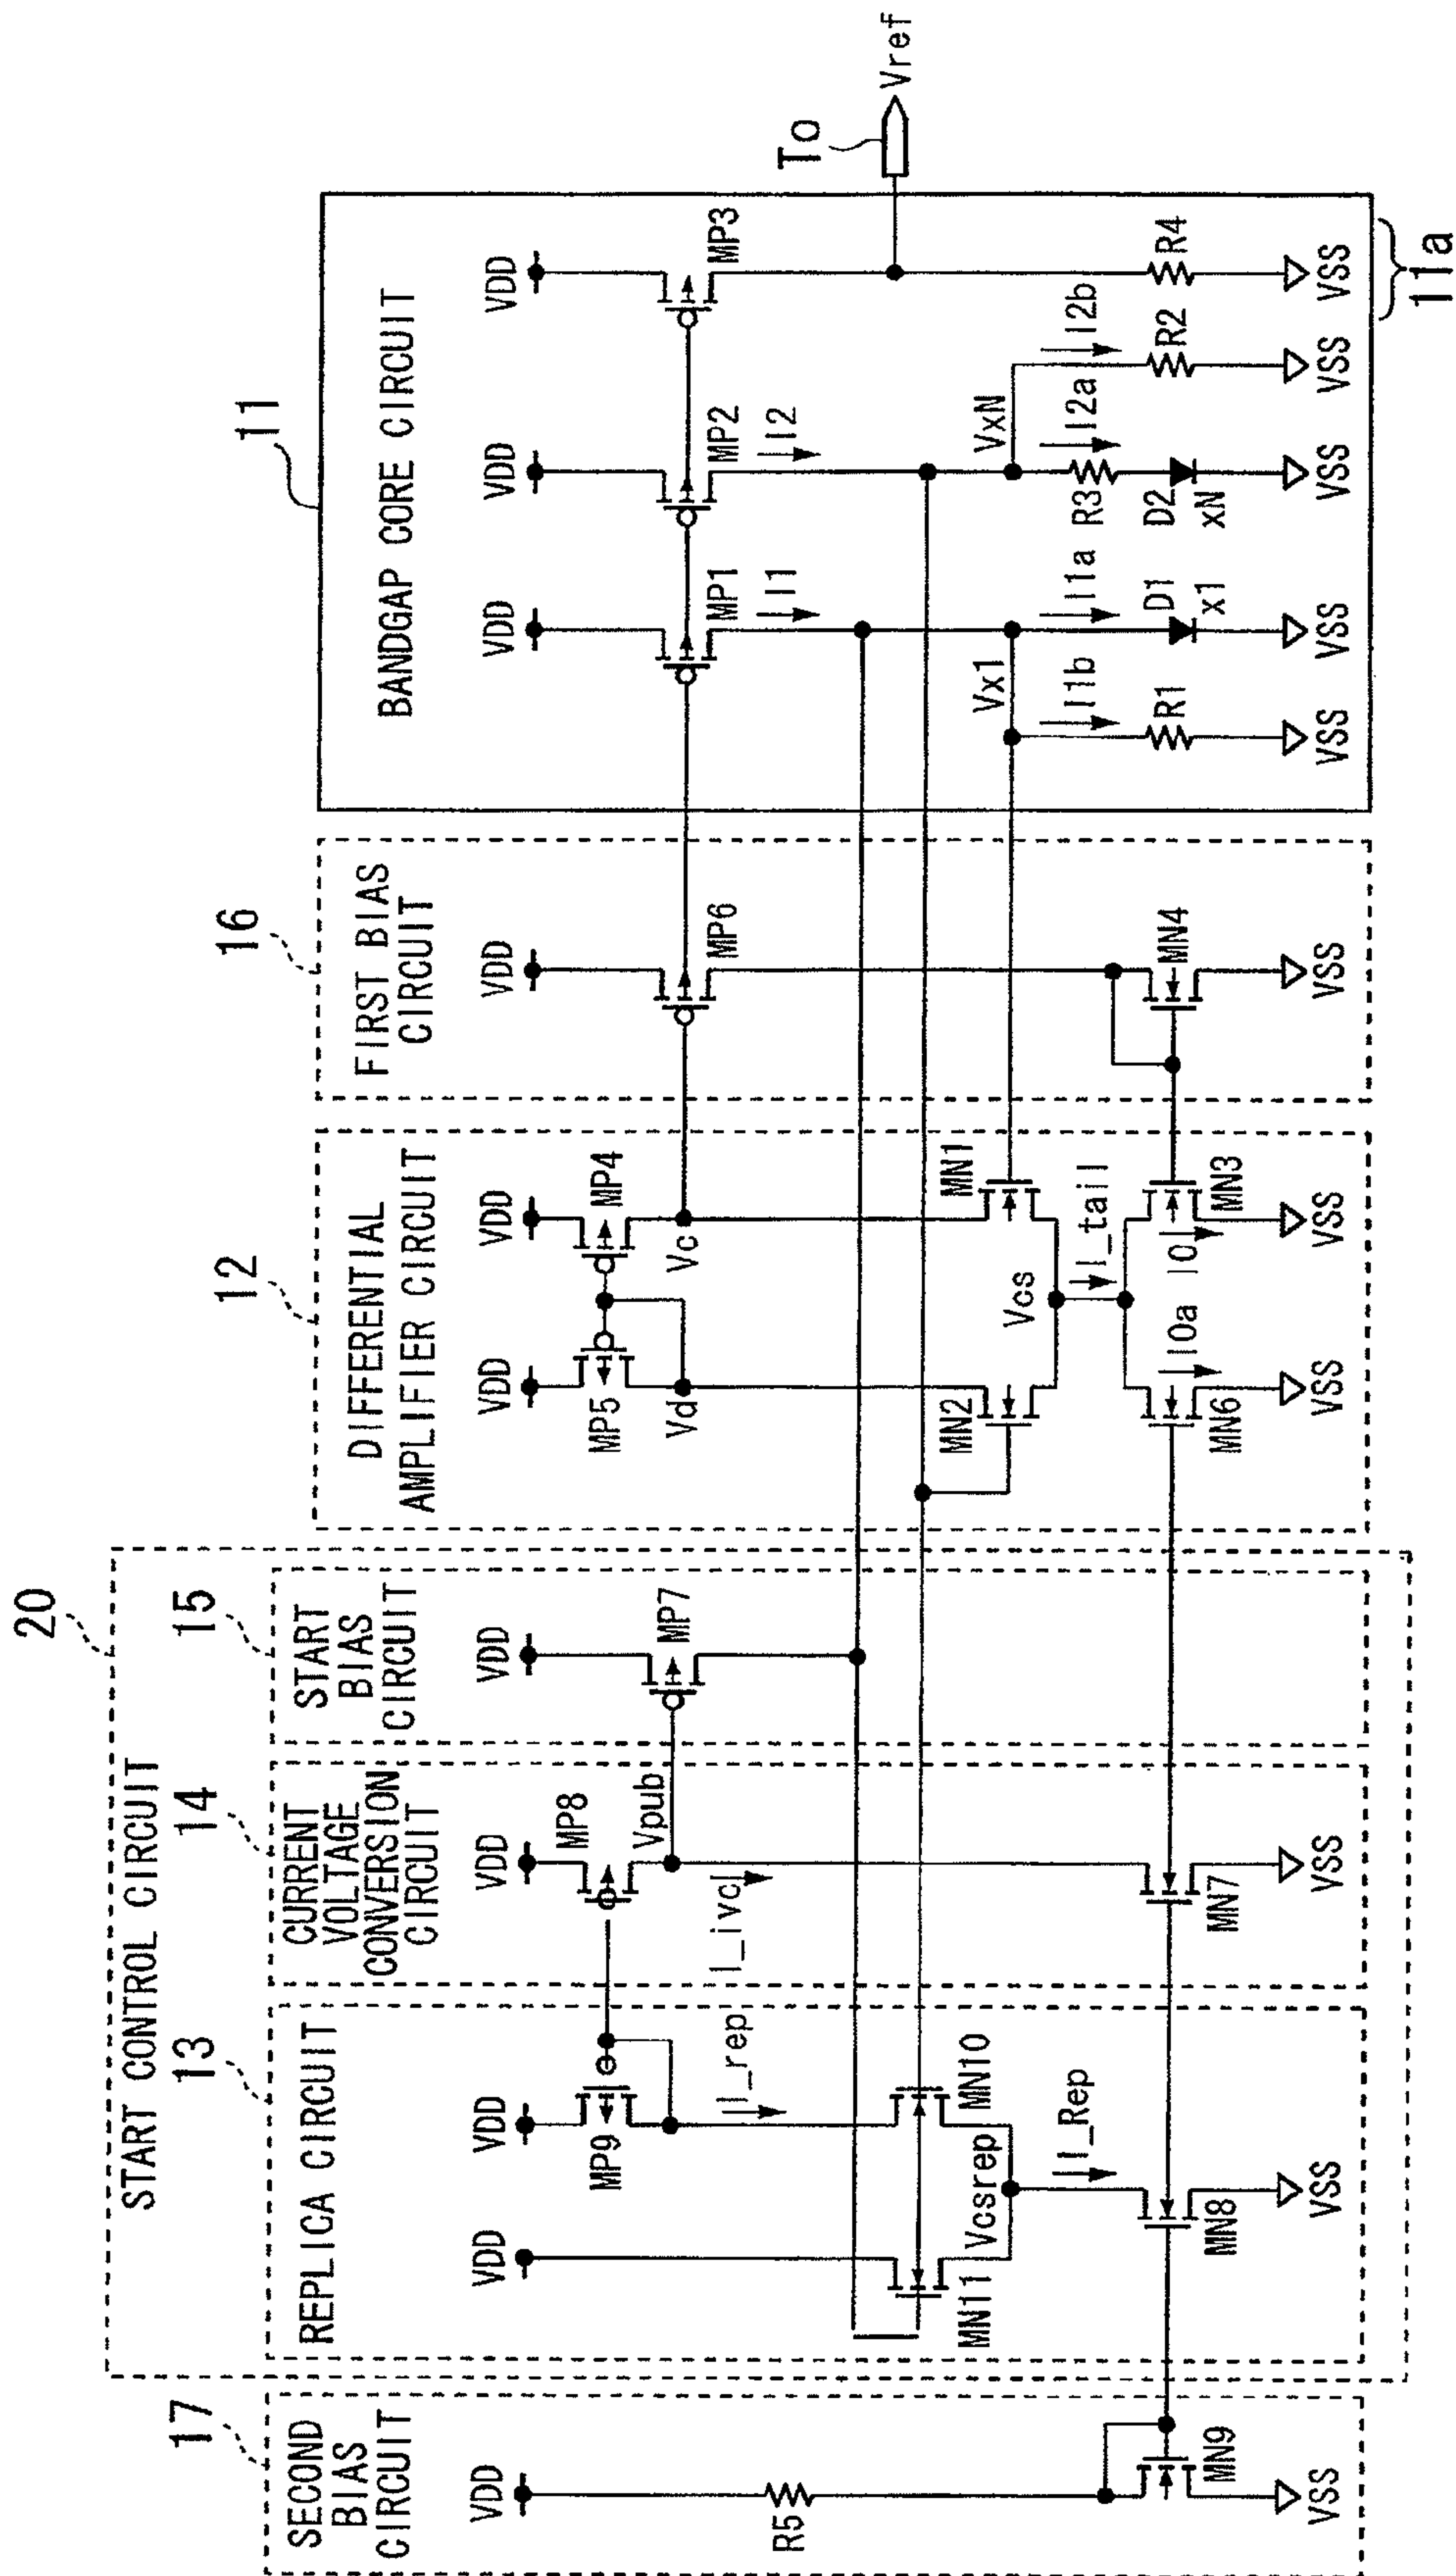 20
START CONTROL CIRCUIT
17
SECOND
BIAS
CIRCUIT
VDD
R5
MN9
VSS
13
REPLICA CIRCUIT
VDD
VDD
MP9
I_rep
MN10
MN11
Vcsrep
I_Rep
MN8
VSS
14
CURRENT
VOLTAGE
CONVERSION
CIRCUIT
VDD
MP8
Vpub
I_ivc
MN7
VSS
15
START
BIAS
CIRCUIT
VDD
MP7
12
DIFFERENTIAL
AMPLIFIER CIRCUIT
VDD
VDD
MP5
MP4
Vd
Vc
MN2
MN1
Vcs
I_tail
I0a
I0
MN6
MN3
VSS
VSS
16
FIRST BIAS
CIRCUIT
VDD
MP6
MN4
VSS
11
BANDGAP CORE CIRCUIT
VDD
VDD
VDD
MP1
MP2
MP3
I1
I2
Vx1
VxN
I1b
I1a
I2a
I2b
R1
D1
x1
R3
D2
xN
R2
R4
VSS
VSS
VSS
VSS
VSS
11a
To
Vref